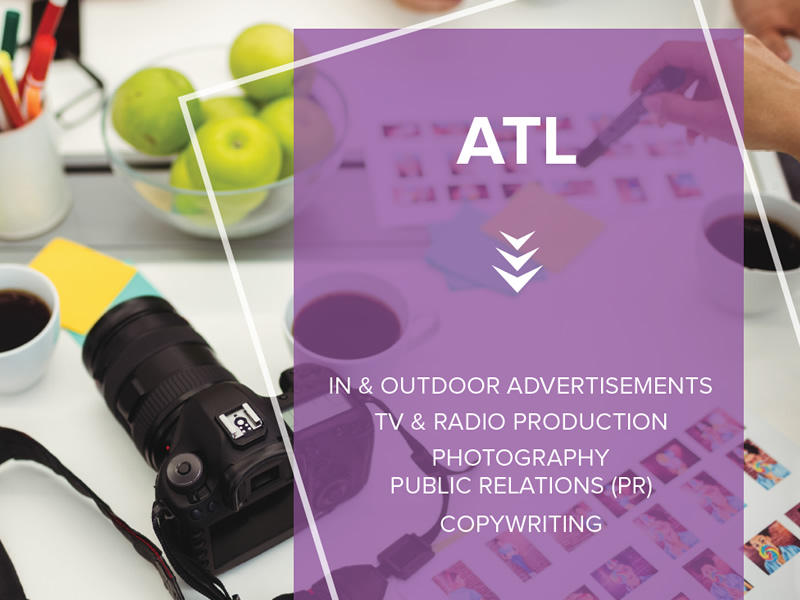 ATL
IN & OUTDOOR ADVERTISEMENTS
TV & RADIO PRODUCTION
PHOTOGRAPHY
PUBLIC RELATIONS (PR)
COPYWRITING